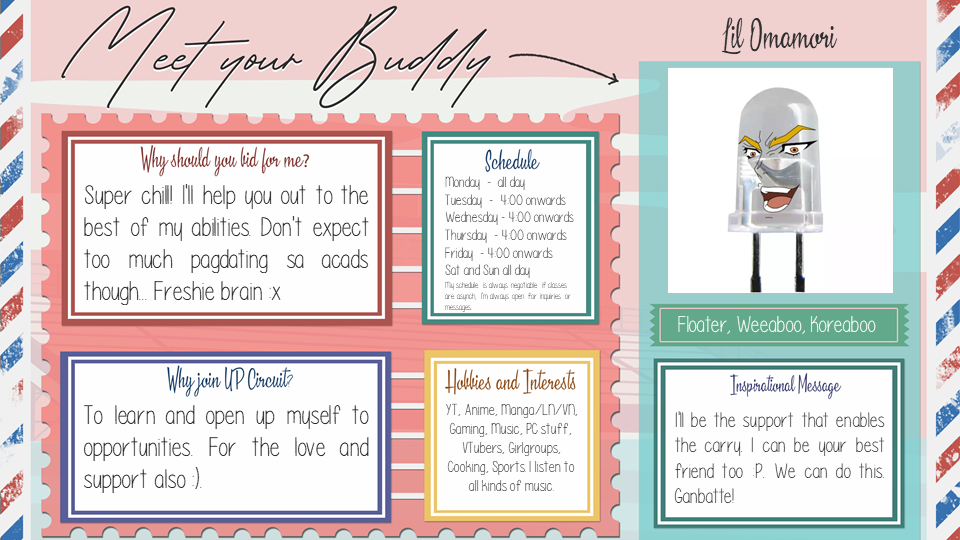 Meet your Buddy
Lil Omamori
Why should you bid for me?
Super chill! I'll help you out to the
best of my abilities. Don't expect
too much pagdating sa acads
though... Freshie brain :x
Schedule
Monday - all day
Tuesday - 4:00 onwards
Wednesday - 4:00 onwards
Thursday - 4:00 onwards
Friday - 4:00 onwards
Sat and Sun all day
My schedule is always negotiable if classes
are asynch, I'm always open for inquiries or
messages.
Floater, Weeaboo, Koreaboo
Why join UP Circuit?
To learn and open up myself to
opportunities. For the love and
support also :).
Hobbies and Interests
YT, Anime, Manga/LN/VN,
Gaming, Music, PC stuff,
VTubers, Girlgroups,
Cooking, Sports. I listen to
all kinds of music.
Inspirational Message
I'll be the support that enables
the carry. I can be your best
friend too :P. We can do this.
Ganbatte!